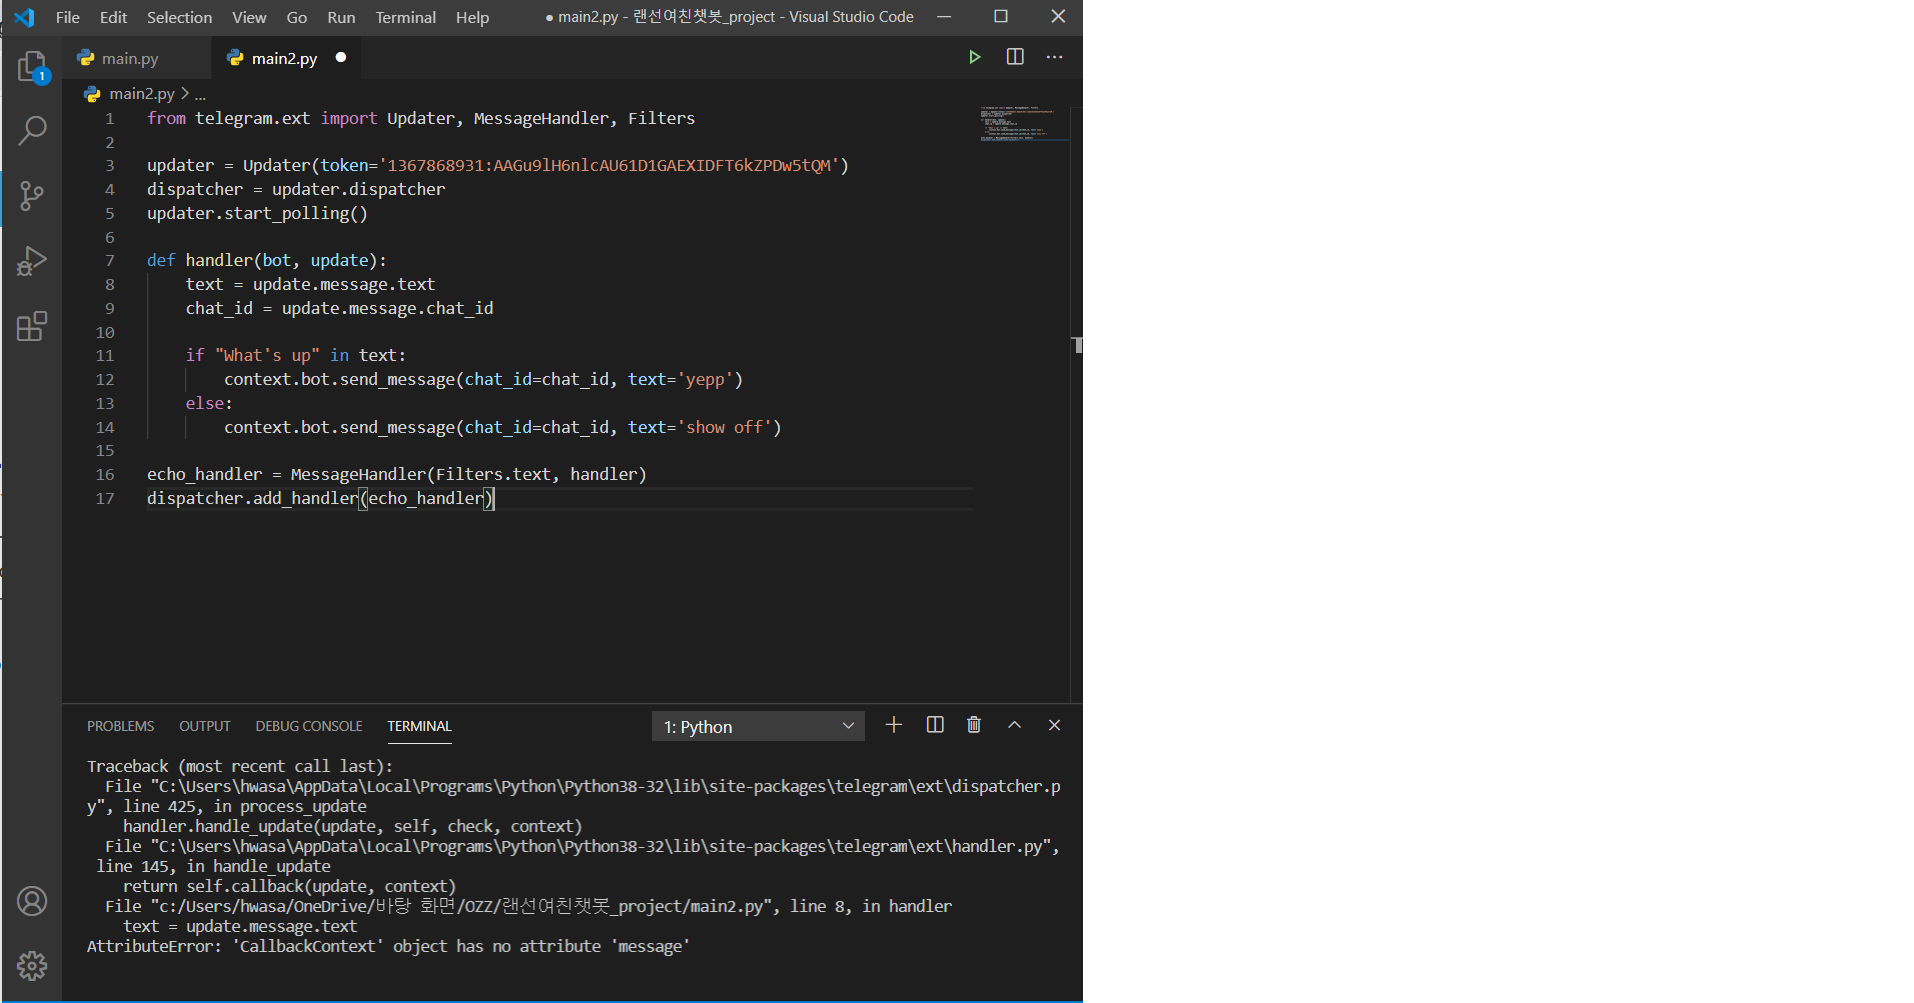 File Edit Selection View Go Run Terminal Help ● main2.py - 랜선여친챗봇_project - Visual Studio Code
1
main.py main2.py
main2.py > ...
1 from telegram.ext import Updater, MessageHandler, Filters
2
3 updater = Updater(token='1367868931:AAGu9lH6nlcAU61D1GAEXIDFT6kZPDw5tQM')
4 dispatcher = updater.dispatcher
5 updater.start_polling()
6
7 def handler(bot, update):
8 text = update.message.text
9 chat_id = update.message.chat_id
10
11 if "What's up" in text:
12 context.bot.send_message(chat_id=chat_id, text='yepp')
13 else:
14 context.bot.send_message(chat_id=chat_id, text='show off')
15
16 echo_handler = MessageHandler(Filters.text, handler)
17 dispatcher.add_handler(echo_handler)
PROBLEMS OUTPUT DEBUG CONSOLE TERMINAL 1: Python
Traceback (most recent call last):
File "C:\Users\hwasa\AppData\Local\Programs\Python\Python38-32\lib\site-packages\telegram\ext\dispatcher.p
y", line 425, in process_update
handler.handle_update(update, self, check, context)
File "C:\Users\hwasa\AppData\Local\Programs\Python\Python38-32\lib\site-packages\telegram\ext\handler.py",
line 145, in handle_update
return self.callback(update, context)
File "c:/Users/hwasa/OneDrive/바탕 화면/OZZ/랜선여친챗봇_project/main2.py", line 8, in handler
text = update.message.text
AttributeError: 'CallbackContext' object has no attribute 'message'